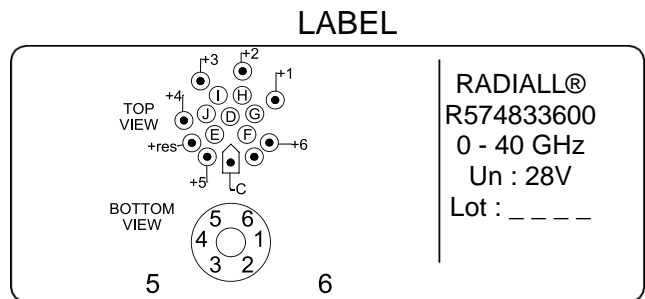 LABEL
+3
+2
+1
+4
I H
J D G
E F
TOP
VIEW
+res
+6
+5
-C
BOTTOM
VIEW
5 6
4 1
3 2
5 6
RADIALL®
R574833600
0 - 40 GHz
Un : 28V
Lot : _ _ _ _